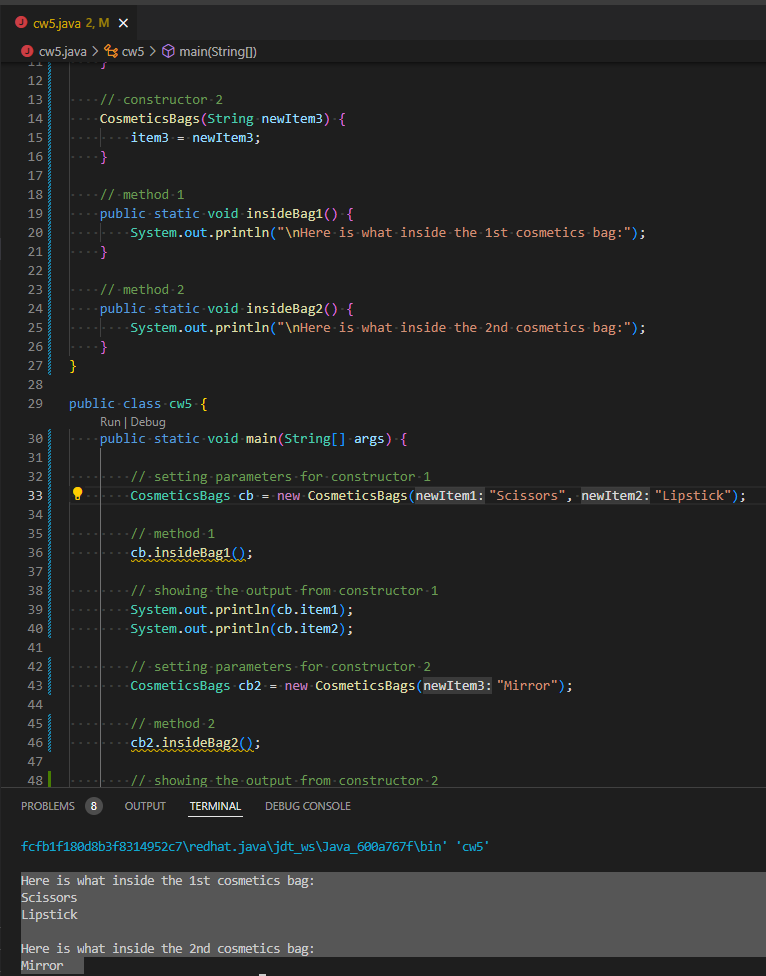 J cw5.java 2, M ×
J cw5.java > cw5 > main(String[])
11 }
12
13 // constructor 2
14 CosmeticsBags(String newItem3) {
15 item3 = newItem3;
16 }
17
18 // method 1
19 public static void insideBag1() {
20 System.out.println("\nHere is what inside the 1st cosmetics bag:");
21 }
22
23 // method 2
24 public static void insideBag2() {
25 System.out.println("\nHere is what inside the 2nd cosmetics bag:");
26 }
27 }
28
29 public class cw5 {
Run | Debug
30 public static void main(String[] args) {
31
32 // setting parameters for constructor 1
33 CosmeticsBags cb = new CosmeticsBags(newItem1: "Scissors", newItem2: "Lipstick");
34
35 // method 1
36 cb.insideBag1();
37
38 // showing the output from constructor 1
39 System.out.println(cb.item1);
40 System.out.println(cb.item2);
41
42 // setting parameters for constructor 2
43 CosmeticsBags cb2 = new CosmeticsBags(newItem3: "Mirror");
44
45 // method 2
46 cb2.insideBag2();
47
48 // showing the output from constructor 2
PROBLEMS 8 OUTPUT TERMINAL DEBUG CONSOLE
fcfb1f180d8b3f8314952c7\redhat.java\jdt_ws\Java_600a767f\bin' 'cw5'
Here is what inside the 1st cosmetics bag:
Scissors
Lipstick
Here is what inside the 2nd cosmetics bag:
Mirror